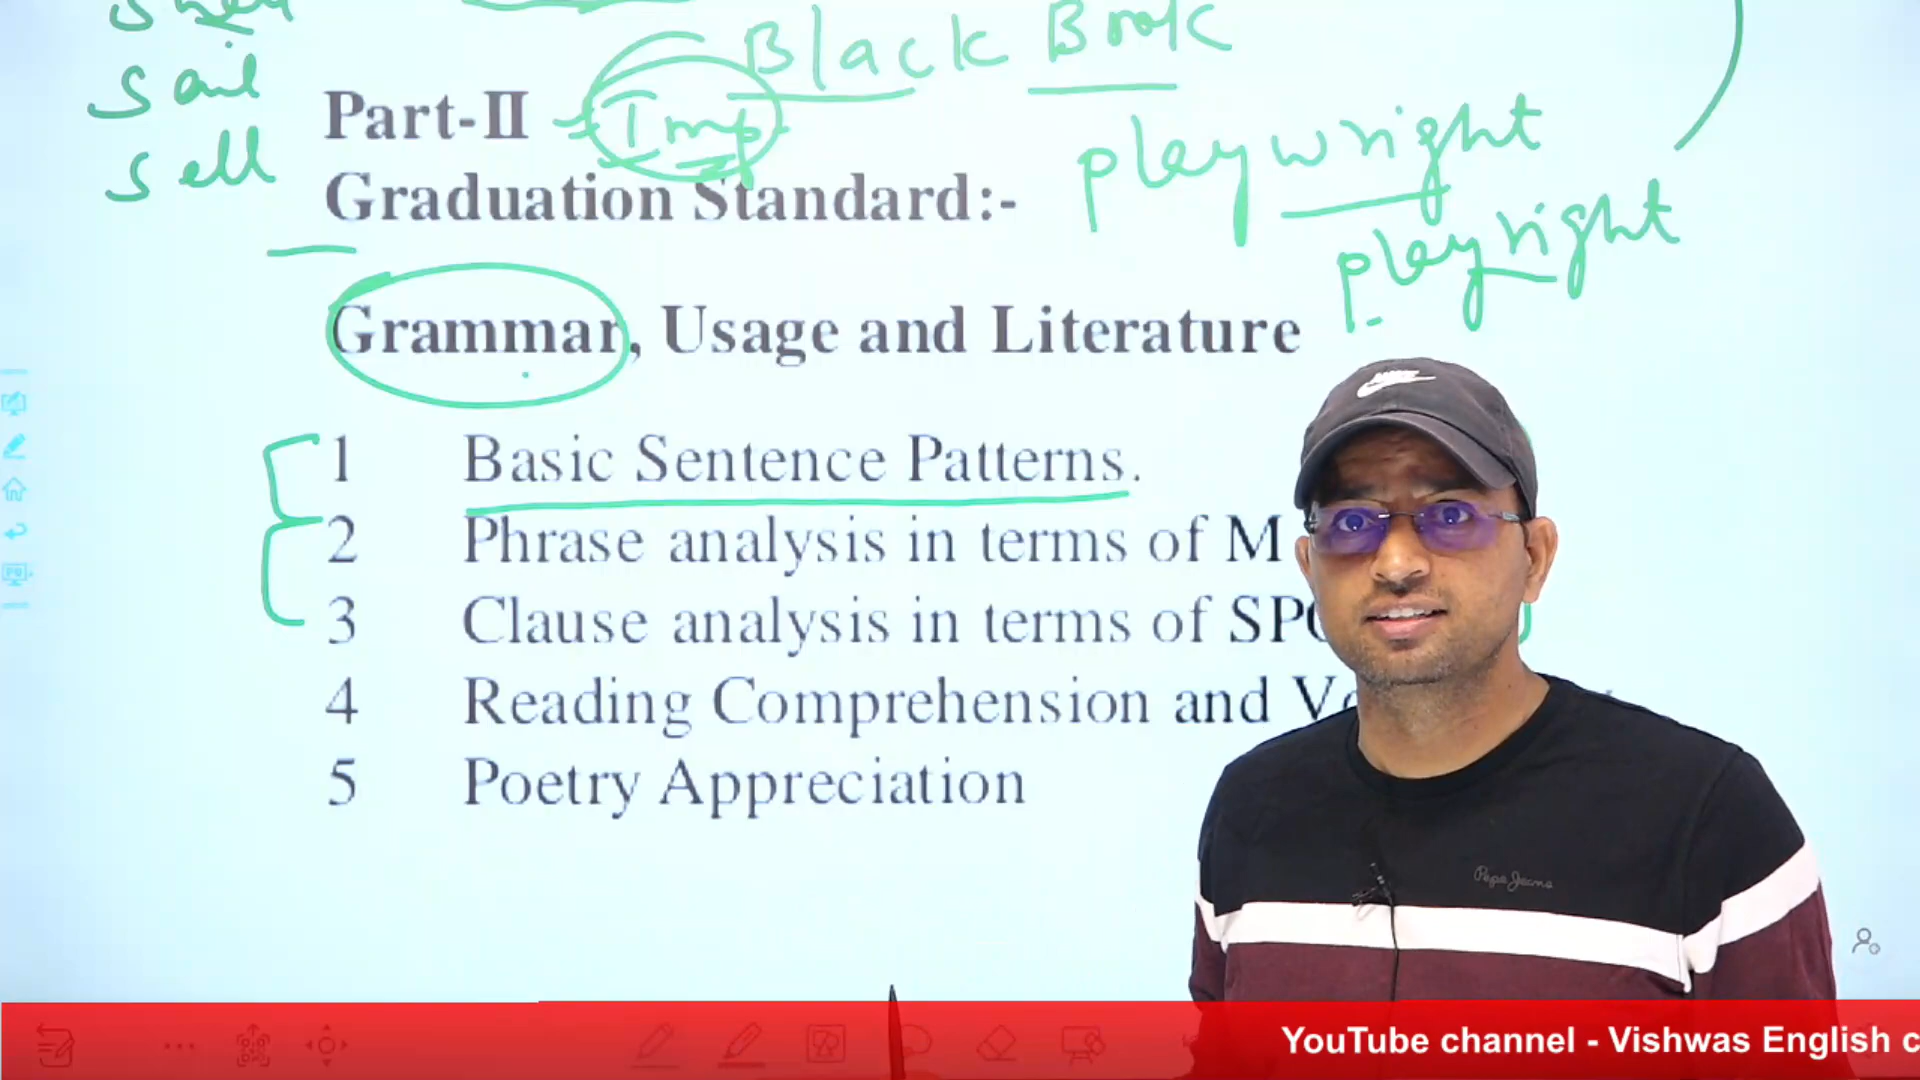 Black Book
Sail
Sell
Part-II
Imp
playwright
Graduation Standard:-
playright
Grammar, Usage and Literature
1 Basic Sentence Patterns.
2 Phrase analysis in terms of M
3 Clause analysis in terms of SP
4 Reading Comprehension and V
5 Poetry Appreciation
Pepe Jeans
YouTube channel - Vishwas English c